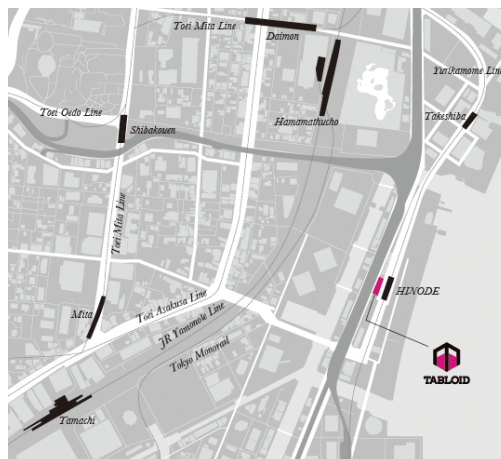 Toei Mita Line
Daimon
Yurikamome Line
Toei Oedo Line
Shibakouen
Hamamathucho
Takeshiba
Toei Mita Line
HINODE
Mita
Toei Asakusa Line
JR Yamonote Line
Tokyo Monorail
TABLOID
Tamachi